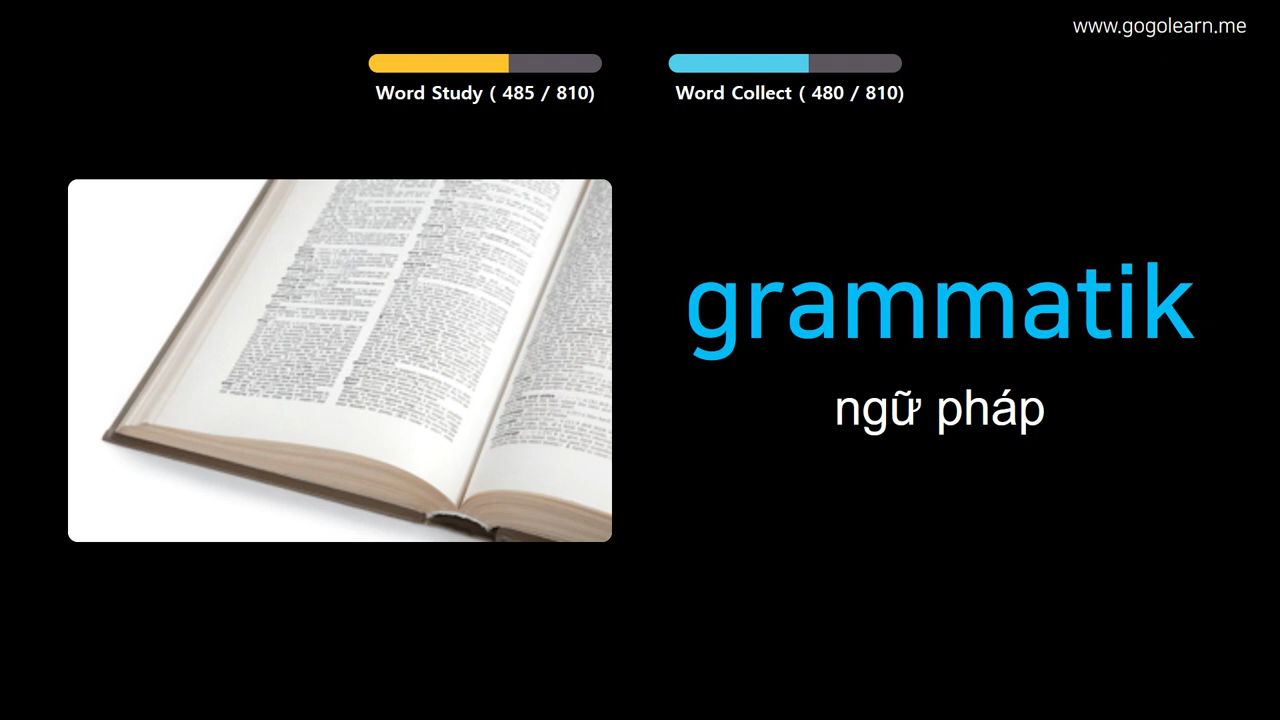 www.gogolearn.me
Word Study ( 485 / 810)
Word Collect ( 480 / 810)
grammatik
ngữ pháp